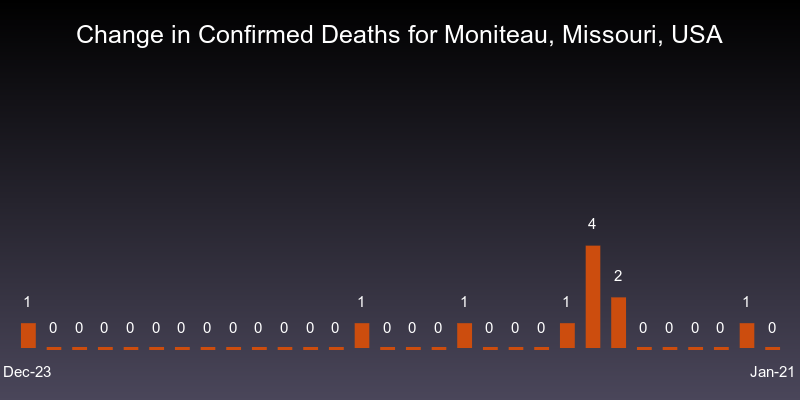 Change in Confirmed Deaths for Moniteau, Missouri, USA
4
2
1 1 1 1 1
0 0 0 0 0 0 0 0 0 0 0 0 0 0 0 0 0 0 0 0 0 0 0
Dec-23 Jan-21